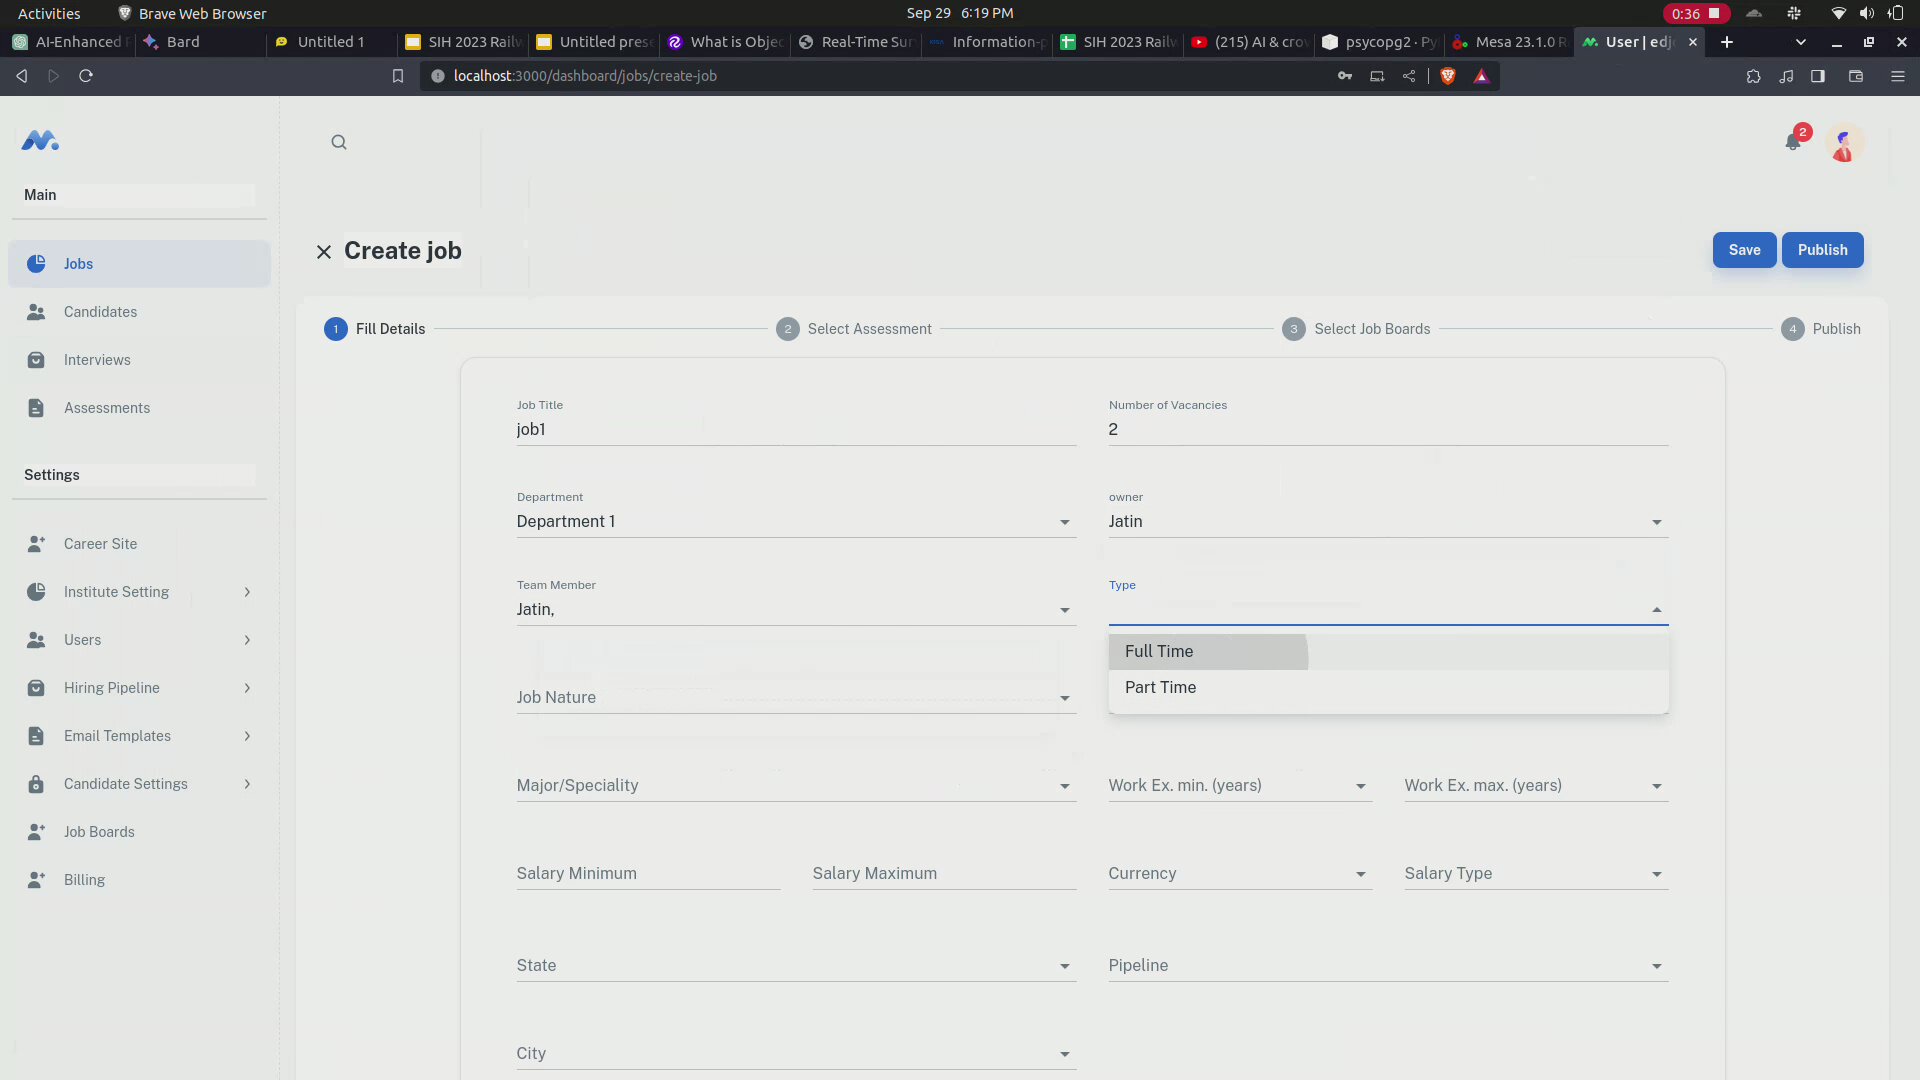 Activities
Brave Web Browser
Sep 29 6:19 PM
0:36
AI-Enhanced
Bard
Untitled 1
SIH 2023 Railw
Untitled prese
What is Objec
Real-Time Sur
Information-p
SIH 2023 Railw
(215) AI & crow
psycopg2 · Py
Mesa 23.1.0 R
User | edj
localhost:3000/dashboard/jobs/create-job
2
Main
Create job
Save
Publish
Jobs
Candidates
Interviews
Assessments
1 Fill Details
2 Select Assessment
3 Select Job Boards
4 Publish
Settings
Career Site
Institute Setting
Users
Hiring Pipeline
Email Templates
Candidate Settings
Job Boards
Billing
Job Title
job1
Number of Vacancies
2
Department
Department 1
owner
Jatin
Team Member
Jatin,
Type
Full Time
Part Time
Job Nature
Major/Speciality
Work Ex. min. (years)
Work Ex. max. (years)
Salary Minimum
Salary Maximum
Currency
Salary Type
State
Pipeline
City